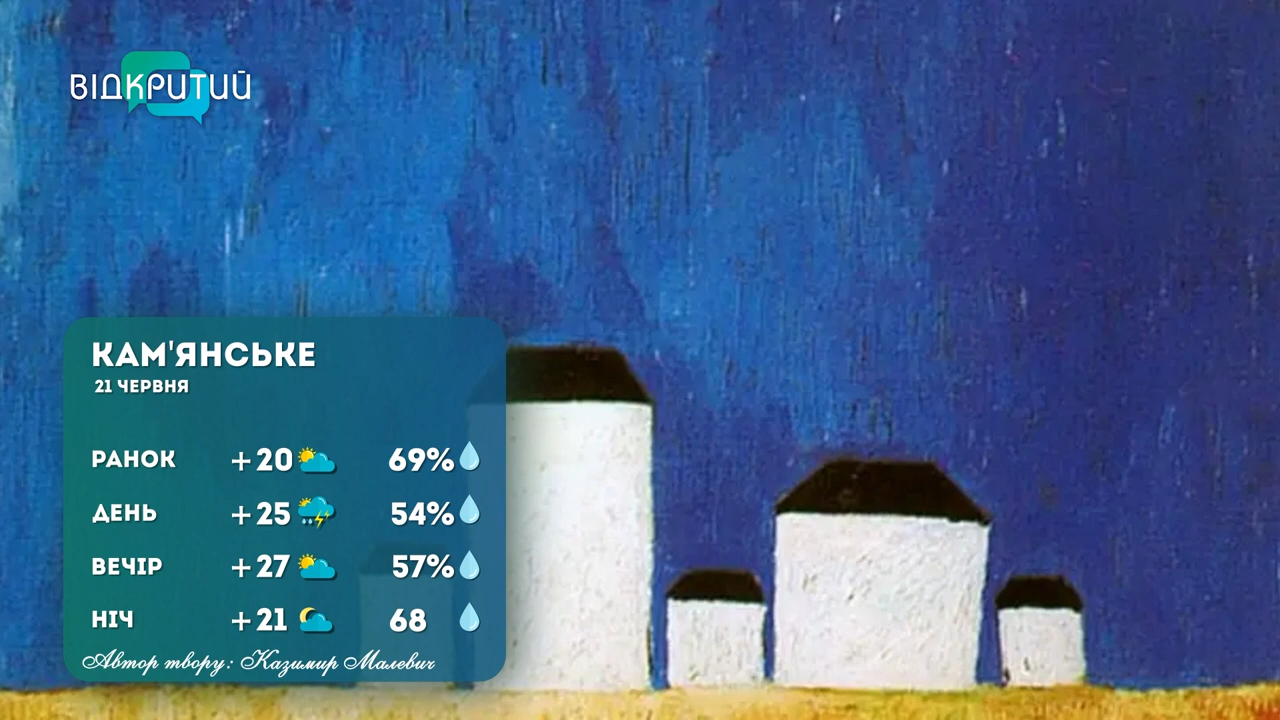 ВІДКРИТИЙ
КАМ'ЯНСЬКЕ
21 ЧЕРВНЯ
РАНОК +20 69%
ДЕНЬ +25 54%
ВЕЧІР +27 57%
НІЧ +21 68
Автор твору: Казимир Малевич